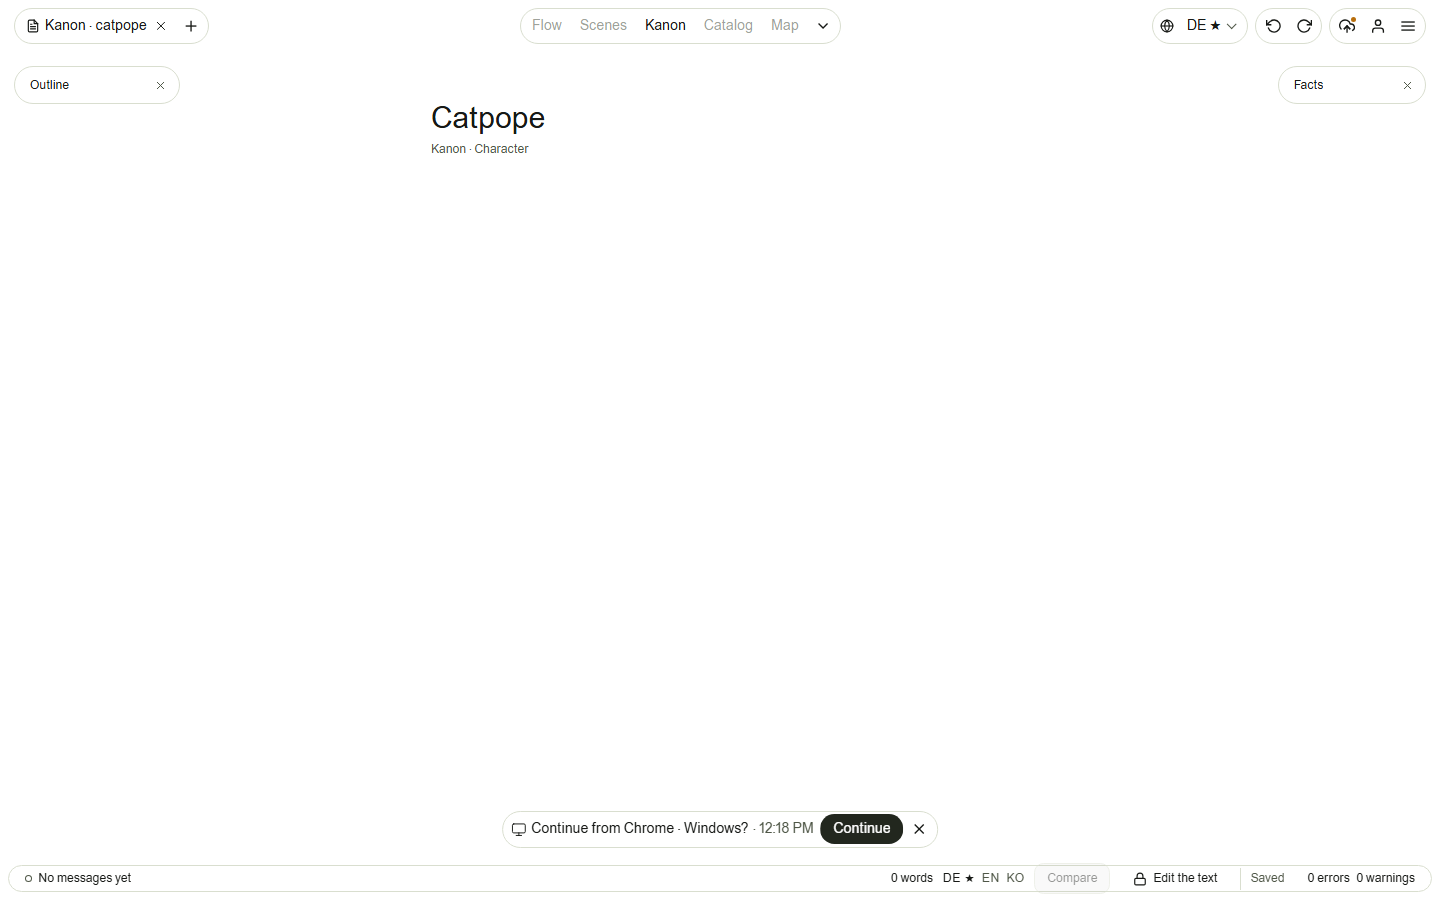 Kanon · catpope
Flow Scenes Kanon Catalog Map
DE ★
Outline
Facts
Catpope
Kanon · Character
Continue from Chrome · Windows? · 12:18 PM Continue
No messages yet
0 words DE ★ EN KO Compare Edit the text Saved 0 errors 0 warnings